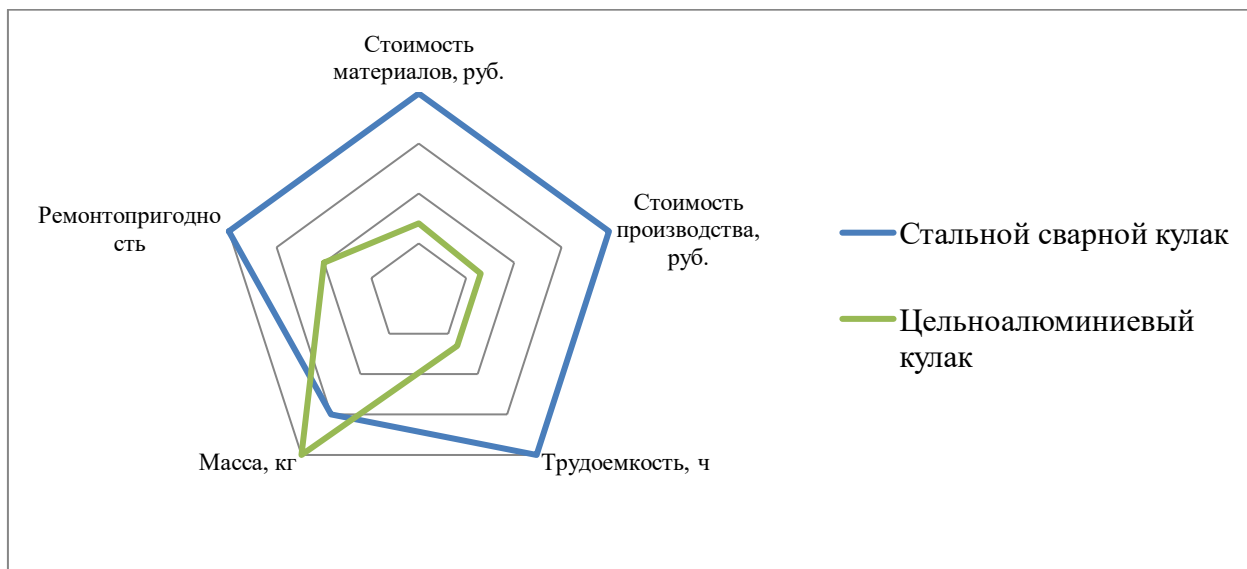 Стоимость
материалов, руб.
Стоимость
производства,
руб.
Трудоемкость, ч
Масса, кг
Ремонтопригодно
сть
Стальной сварной кулак
Цельноалюминиевый
кулак